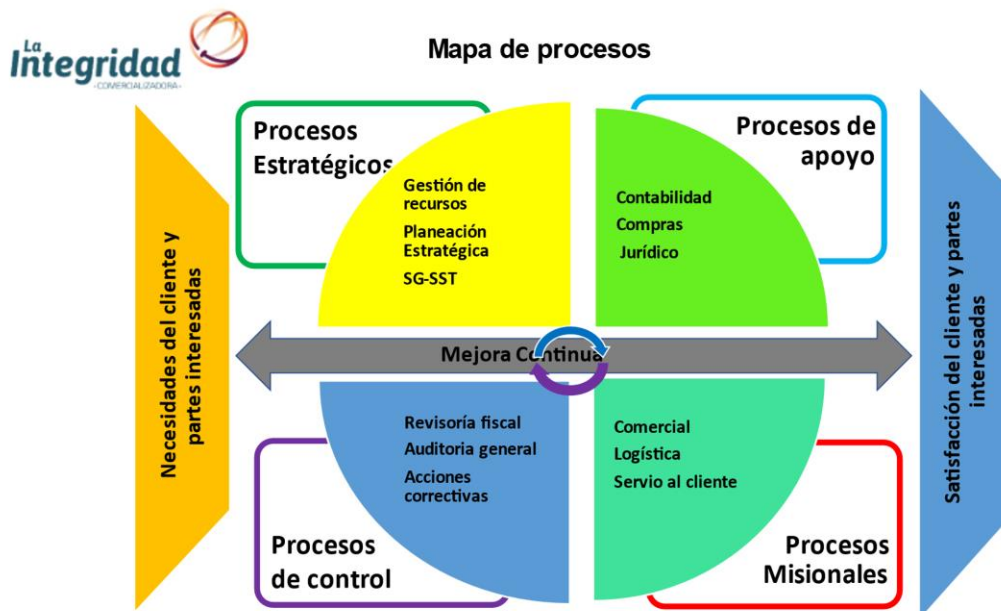 La
Integridad
-COMERCIALIZADORA-
Mapa de procesos
Necesidades del cliente y
partes interesadas
Procesos
Estratégicos
Gestión de
recursos
Planeación
Estratégica
SG-SST
Procesos de
apoyo
Contabilidad
Compras
Jurídico
Mejora Continua
Revisoría fiscal
Auditoria general
Acciones
correctivas
Procesos
de control
Comercial
Logística
Servio al cliente
Procesos
Misionales
Satisfacción del cliente y partes
interesadas